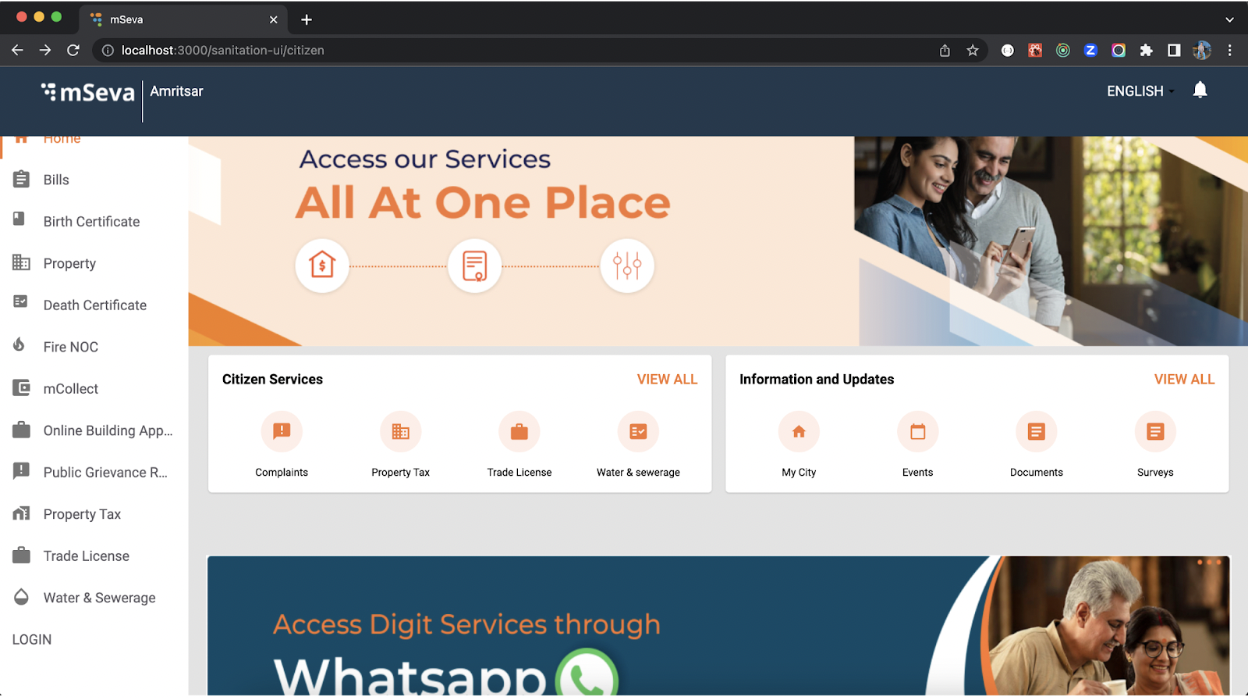 mSeva
localhost:3000/sanitation-ui/citizen
mSeva
Amritsar
ENGLISH
Home
Bills
Birth Certificate
Property
Death Certificate
Fire NOC
mCollect
Online Building App...
Public Grievance R...
Property Tax
Trade License
Water & Sewerage
LOGIN
Access our Services
All At One Place
$
Citizen Services
VIEW ALL
Complaints
Property Tax
Trade License
Water & sewerage
Information and Updates
VIEW ALL
My City
Events
Documents
Surveys
Access Digit Services through
Whatsapp